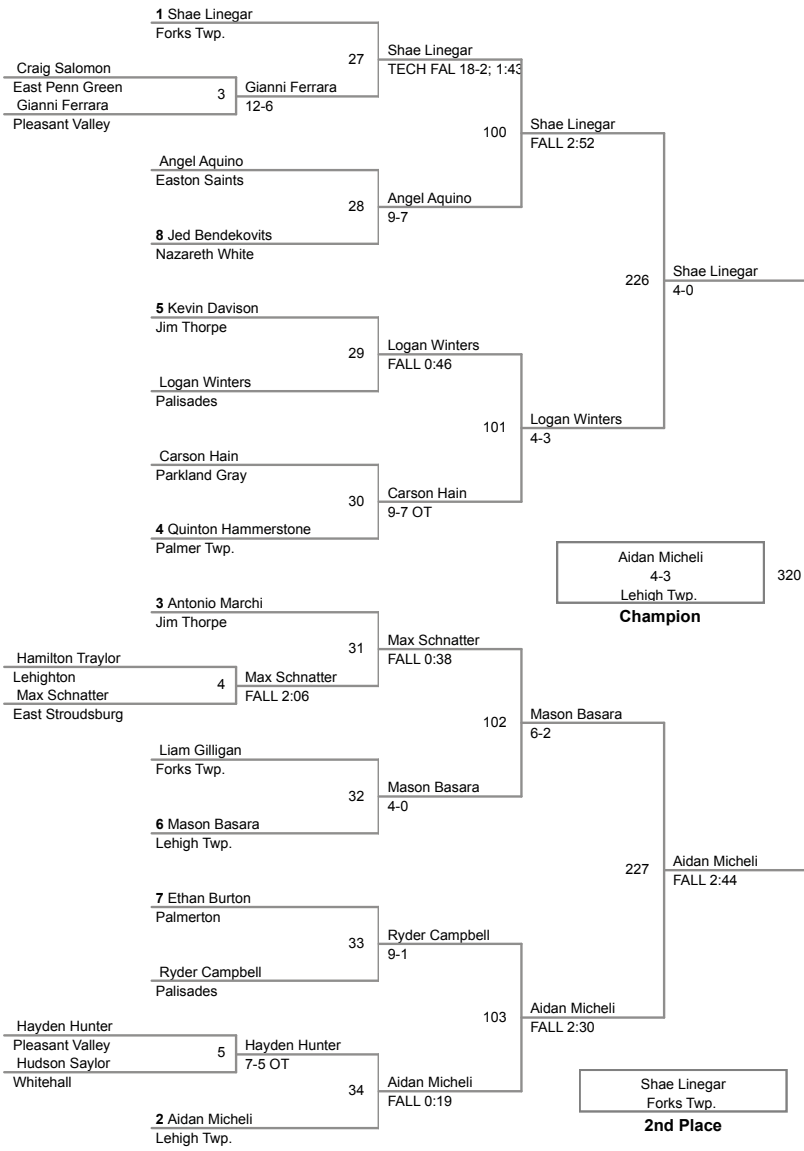 1 Shae Linegar
Forks Twp.
27
Shae Linegar
TECH FAL 18-2; 1:43
Craig Salomon
East Penn Green
3
Gianni Ferrara
12-6
Gianni Ferrara
Pleasant Valley
100
Shae Linegar
FALL 2:52
Angel Aquino
Easton Saints
28
Angel Aquino
9-7
8 Jed Bendekovits
Nazareth White
226
Shae Linegar
4-0
5 Kevin Davison
Jim Thorpe
29
Logan Winters
FALL 0:46
Logan Winters
Palisades
101
Logan Winters
4-3
Carson Hain
Parkland Gray
30
Carson Hain
9-7 OT
4 Quinton Hammerstone
Palmer Twp.
Aidan Micheli
4-3
Lehigh Twp.
320
Champion
3 Antonio Marchi
Jim Thorpe
31
Max Schnatter
FALL 0:38
Hamilton Traylor
Lehighton
4
Max Schnatter
FALL 2:06
Max Schnatter
East Stroudsburg
102
Mason Basara
6-2
Liam Gilligan
Forks Twp.
32
Mason Basara
4-0
6 Mason Basara
Lehigh Twp.
227
Aidan Micheli
FALL 2:44
7 Ethan Burton
Palmerton
33
Ryder Campbell
9-1
Ryder Campbell
Palisades
103
Aidan Micheli
FALL 2:30
Hayden Hunter
Pleasant Valley
5
Hayden Hunter
7-5 OT
Hudson Saylor
Whitehall
34
Aidan Micheli
FALL 0:19
2 Aidan Micheli
Lehigh Twp.
Shae Linegar
Forks Twp.
2nd Place